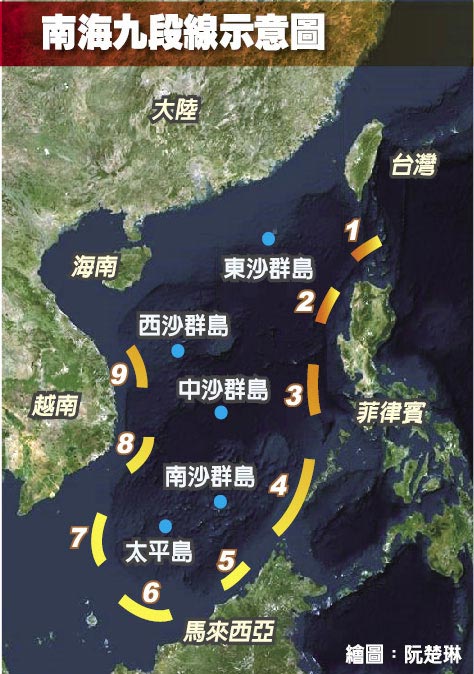 南海九段線示意圖
大陸
台灣
1
東沙群島
海南
2
西沙群島
9
中沙群島
3
越南
菲律賓
8
南沙群島
4
7
太平島
5
6
馬來西亞
繪圖：阮楚琳